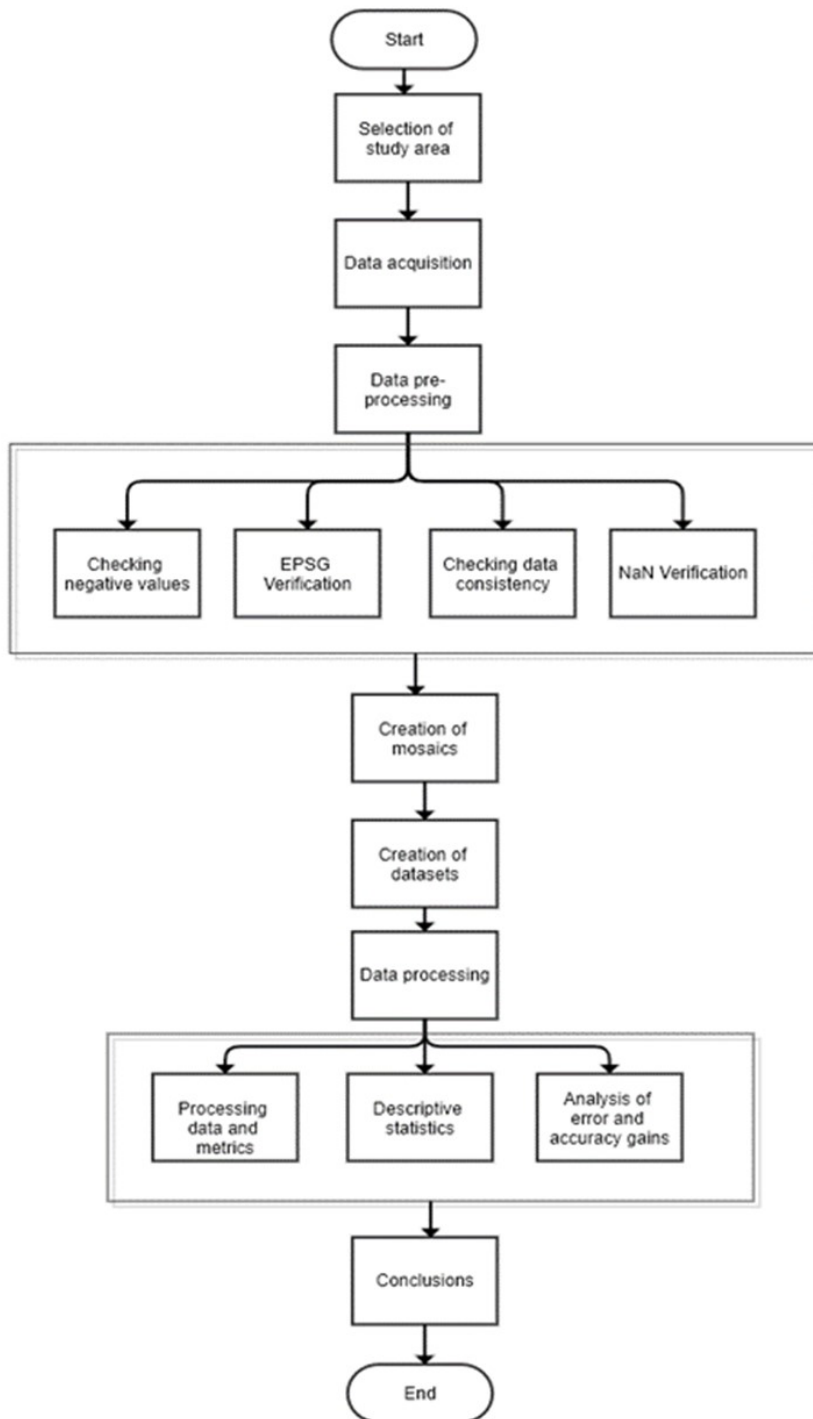 Start
Selection of
study area
Data acquisition
Data pre-
processing
Checking
negative values
EPSG
Verification
Checking data
consistency
NaN Verification
Creation of
mosaics
Creation of
datasets
Data processing
Processing
data and
metrics
Descriptive
statistics
Analysis of
error and
accuracy gains
Conclusions
End